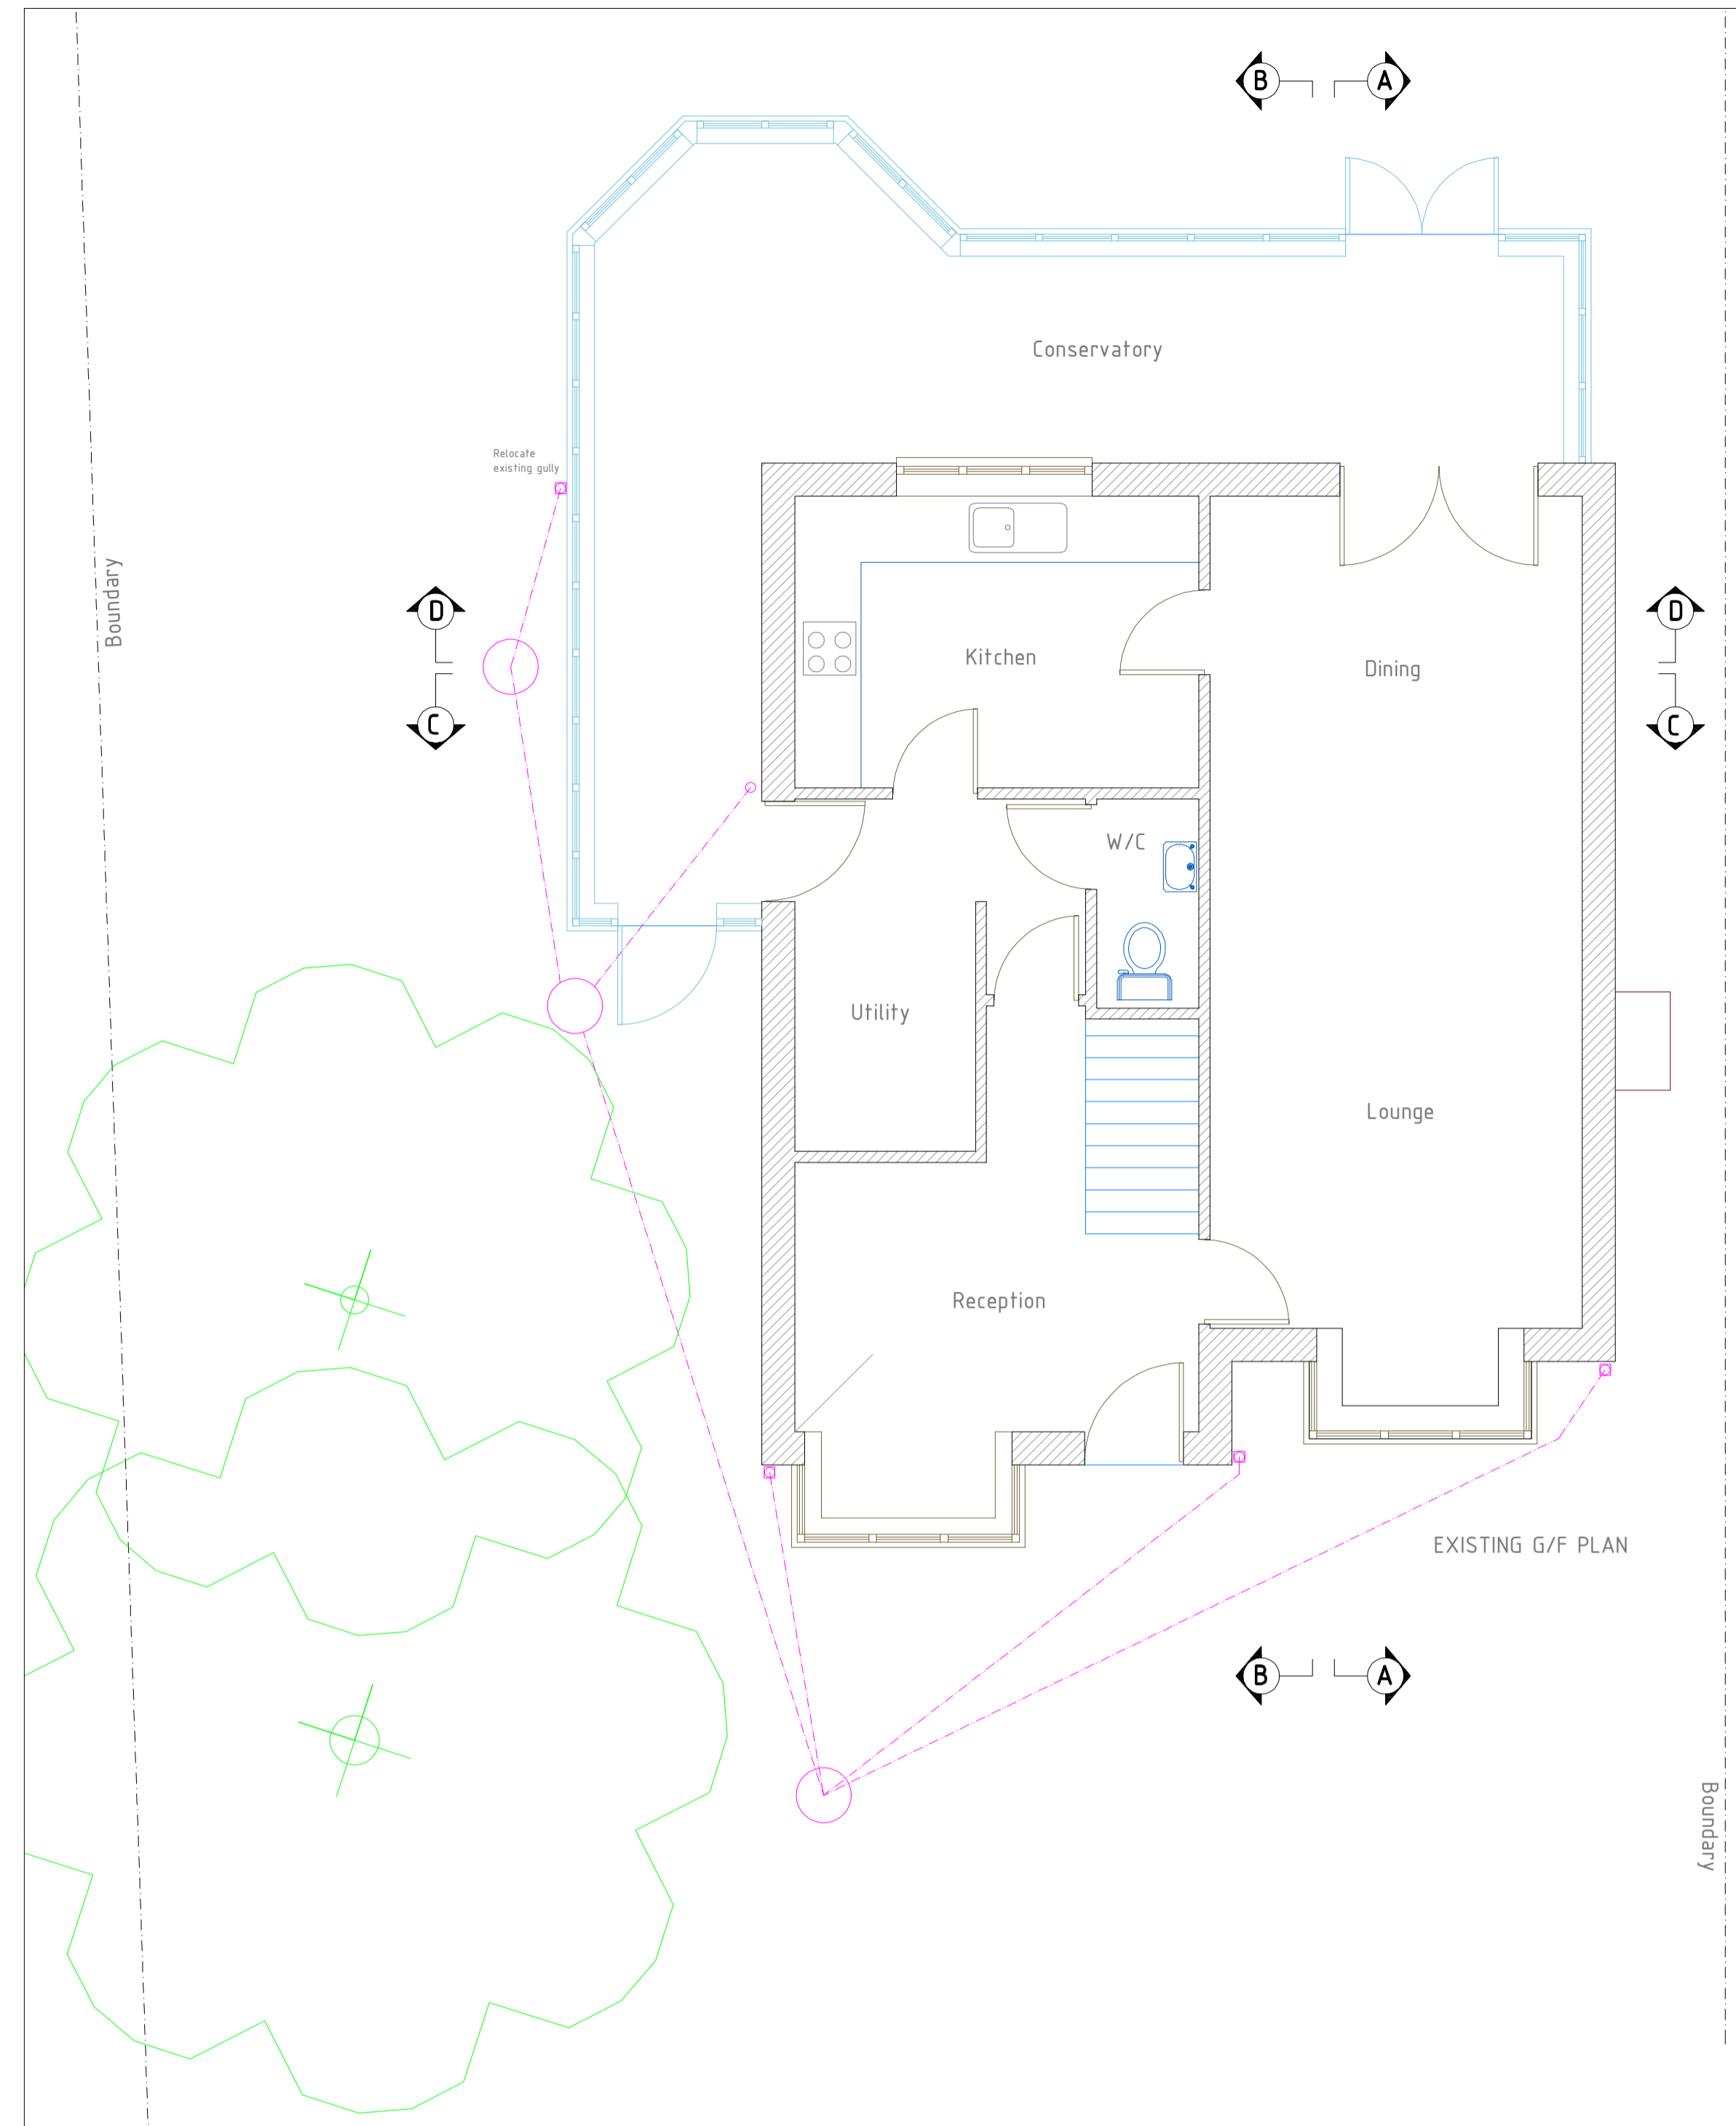 B A
Conservatory
Relocate
existing gully
Boundary
D
D
Kitchen
Dining
C
C
W/C
Utility
Lounge
Reception
EXISTING G/F PLAN
B A
Boundary